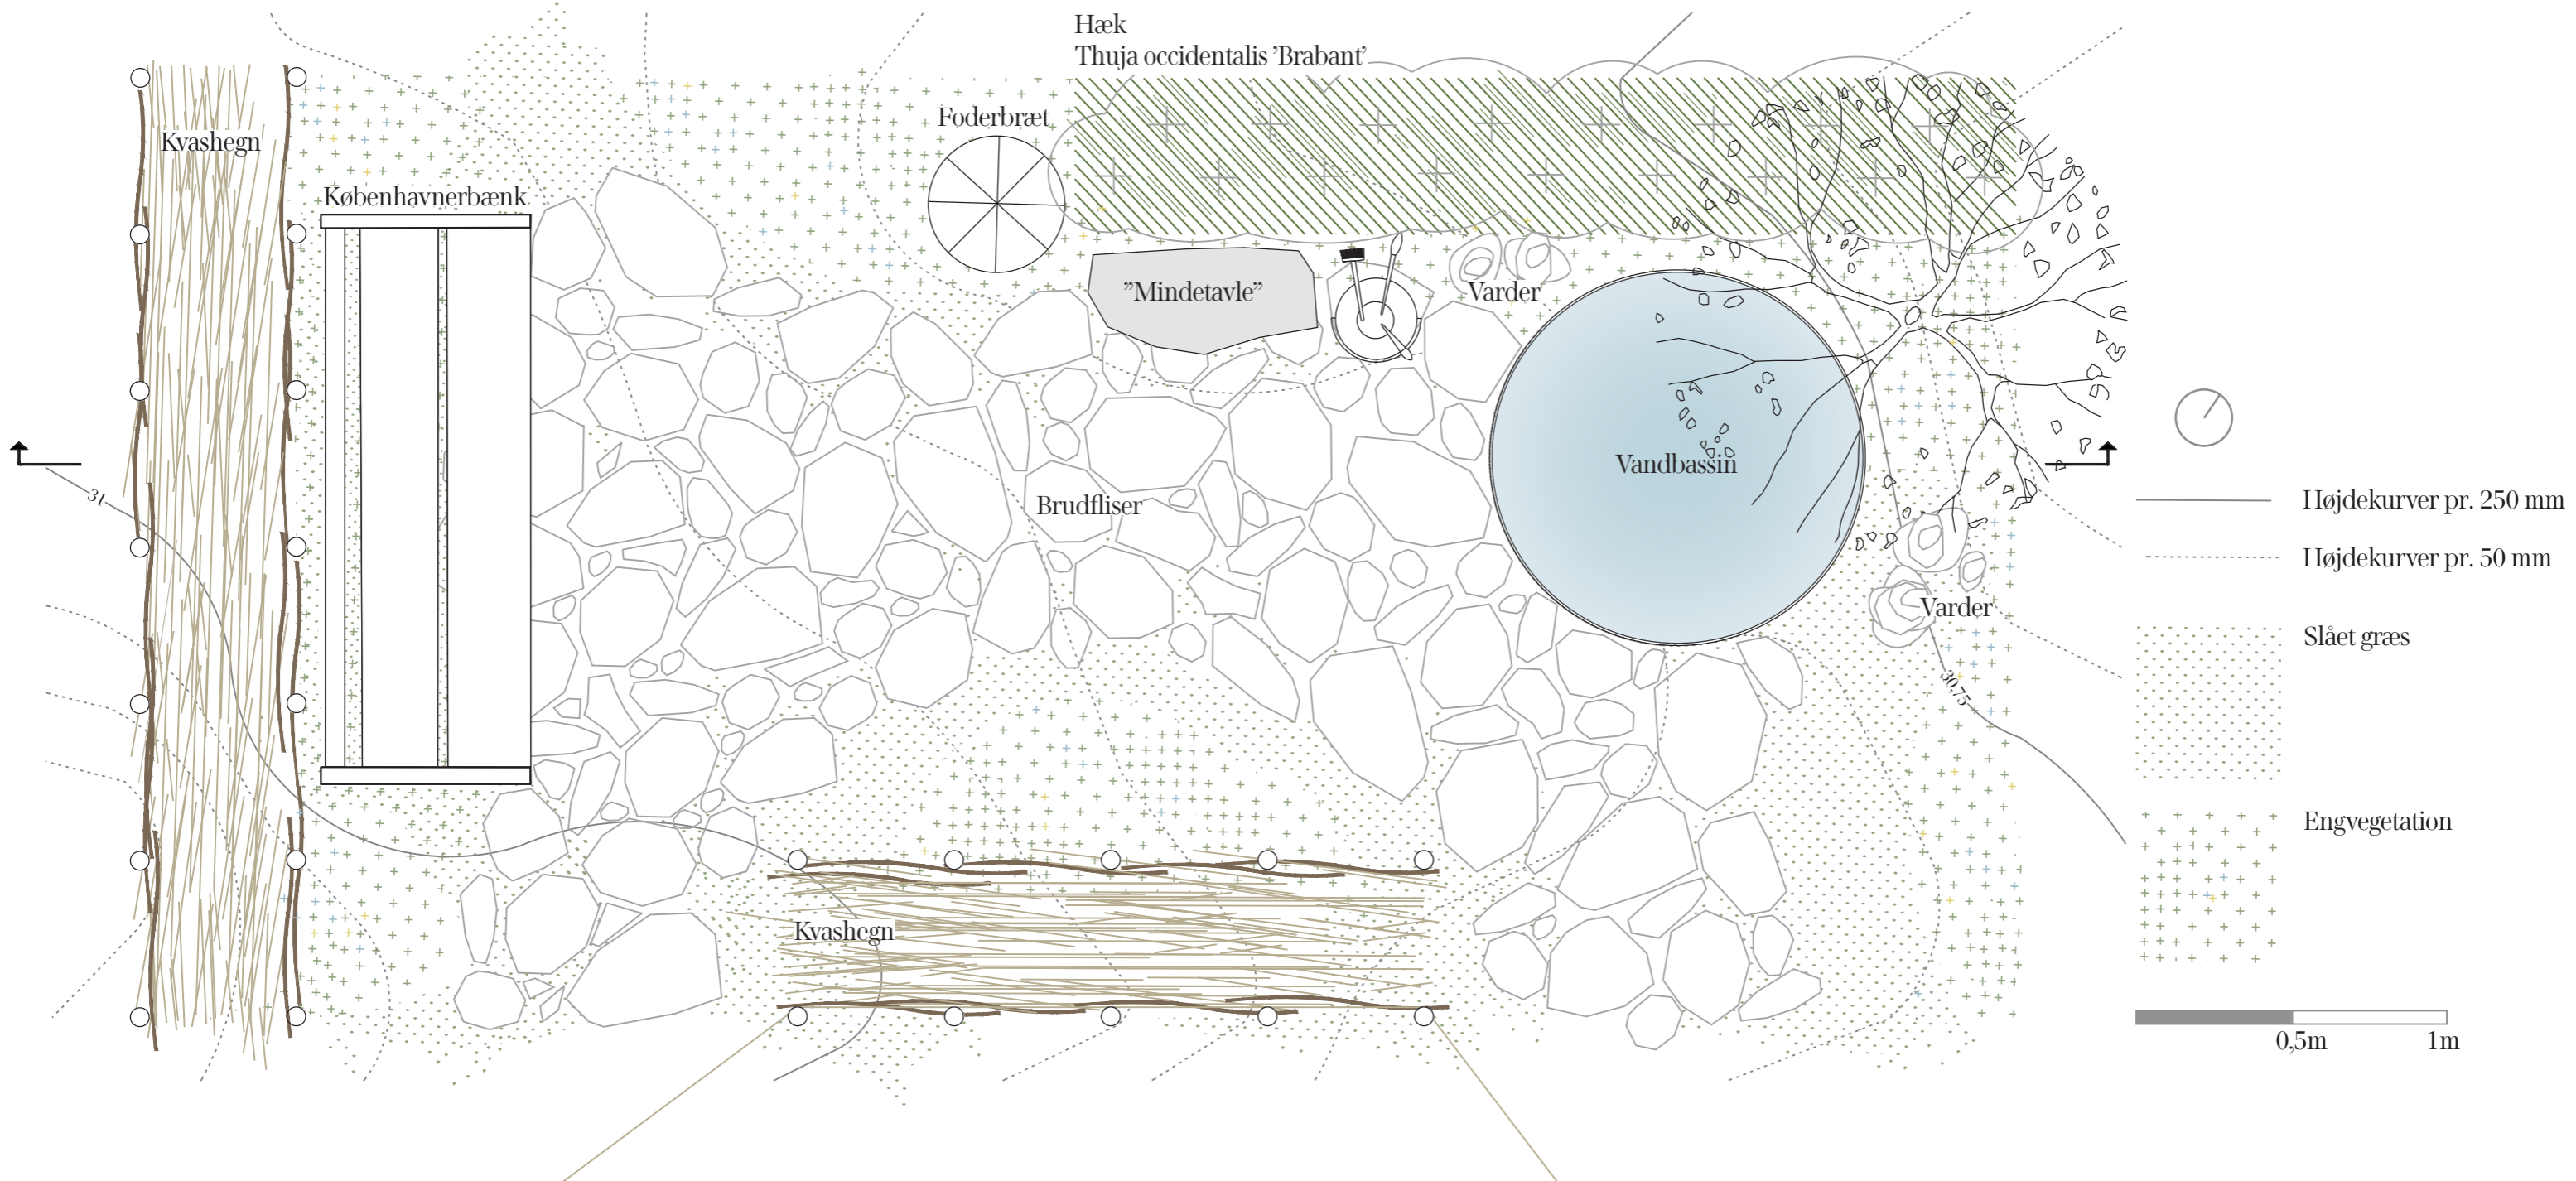 Hæk
Thuja occidentalis ’Brabant’
Foderbræt
Kvashegn
Københavnerbænk
”Mindetavle”
Varder
Vandbassin
31
Brudfliser
Højdekurver pr. 250 mm
Højdekurver pr. 50 mm
Varder
Slået græs
30,75
Engvegetation
Kvashegn
0,5m
1m